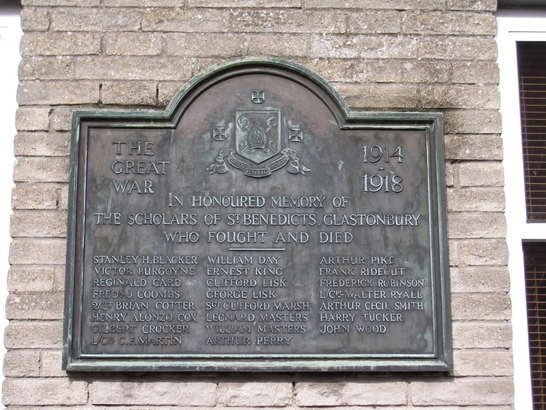 THE GREAT WAR
1914 - 1918
IN HONOURED MEMORY OF
THE SCHOLARS OF ST BENEDICTS, GLASTONBURY
WHO FOUGHT AND DIED
STANLEY H. BLACKER
VICTOR BURGOYNE
REGINALD CARD
FREDK J. COOMBS
2/LT BRIAN COTTER
HENRY ALONZO COX
GILBERT CROCKER
L/CPL C.F. MARTIN
WILLIAM DAY
ERNEST KING
CLIFFORD LISK
GEORGE LISK
CLIFFORD MARSH
LEONARD MASTERS
WILLIAM MASTERS
ARTHUR PERRY
ARTHUR PIKE
FRANK RIDEOUT
FREDERICK ROBINSON
L/CPL WALTER RYALL
ARTHUR CECIL SMITH
HARRY TUCKER
JOHN WOOD